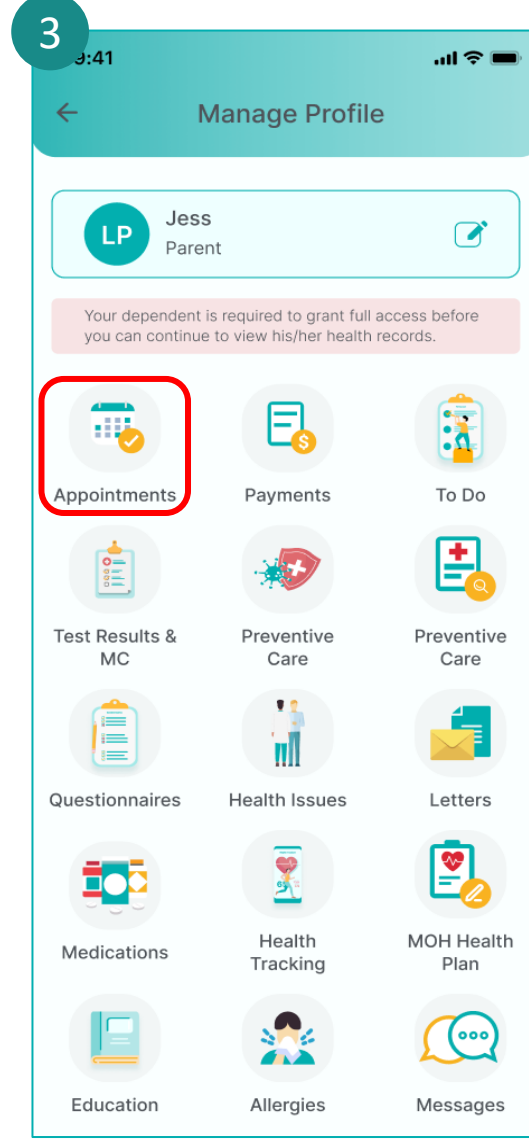 3
9:41
Manage Profile
LP
Jess
Parent
Your dependent is required to grant full access before
you can continue to view his/her health records.
Appointments
Payments
To Do
Test Results &
MC
Preventive
Care
Preventive
Care
Questionnaires
Health Issues
Letters
Medications
Health
Tracking
MOH Health
Plan
Education
Allergies
Messages